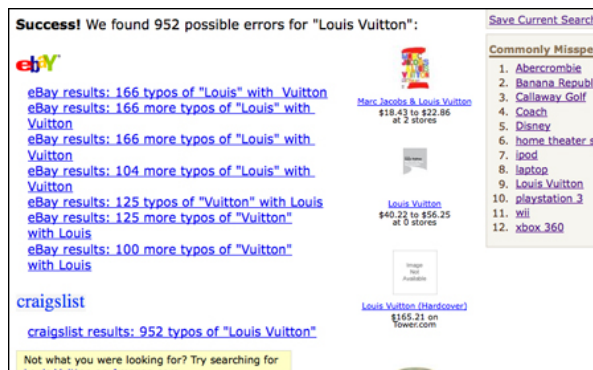 Success! We found 952 possible errors for "Louis Vuitton":
ebY
eBay results: 166 typos of "Louis" with Vuitton
eBay results: 166 more typos of "Louis" with
Vuitton
eBay results: 166 more typos of "Louis" with
Vuitton
eBay results: 104 more typos of "Louis" with
Vuitton
eBay results: 125 typos of "Vuitton" with Louis
eBay results: 125 more typos of "Vuitton"
with Louis
eBay results: 100 more typos of "Vuitton"
with Louis
craigslist
craigslist results: 952 typos of "Louis Vuitton"
Not what you were looking for? Try searching for
Marc Jacobs & Louis Vuitton
$18.43 to $22.86
at 2 stores
Louis Vuitton
$40.22 to $56.25
at 0 stores
Image
Not
Available
Louis Vuitton (Hardcover)
$165.21 on
Tower.com
Save Current Search
Commonly Misspe
1. Abercrombie
2. Banana Republ
3. Callaway Golf
4. Coach
5. Disney
6. home theater s
7. ipod
8. laptop
9. Louis Vuitton
10. playstation 3
11. wii
12. xbox 360